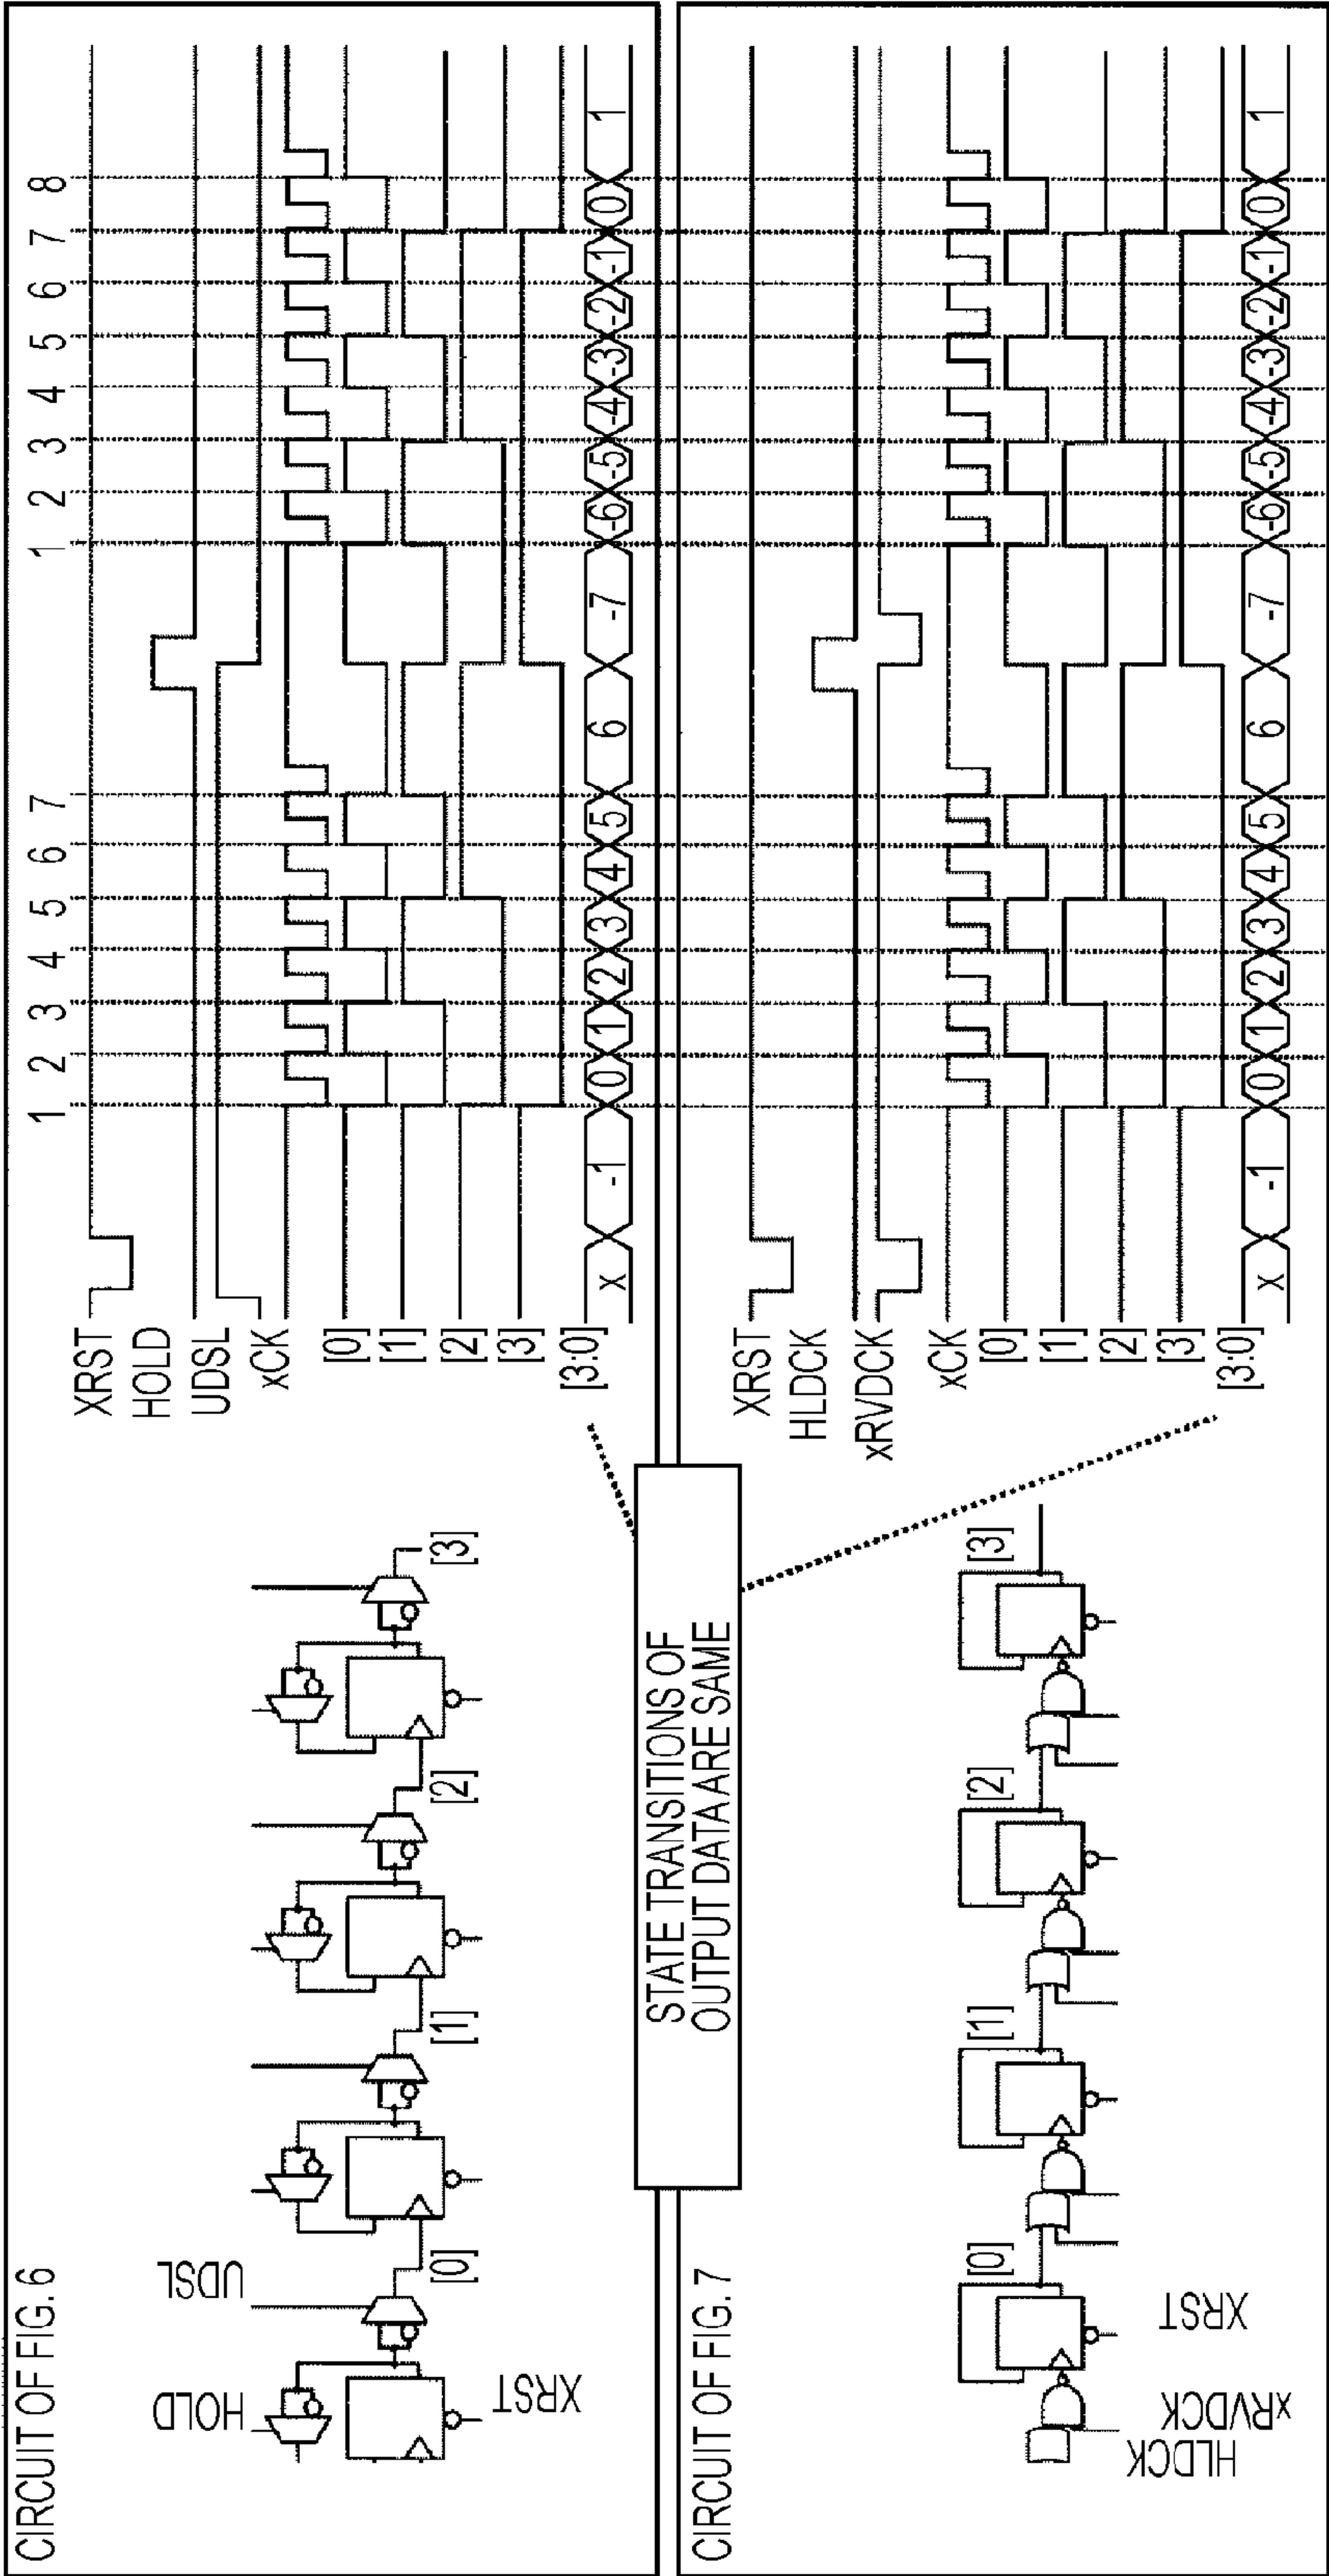 CIRCUIT OF FIG. 6
HOLD
UDSL
XRST
[0]
[1]
[2]
[3]
1 2 3 4 5 6 7 1 2 3 4 5 6 7 8
XRST
HOLD
UDSL
xCK
[0]
[1]
[2]
[3]
[3:0]
x -1 0 1 2 3 4 5 6 -7 -6 -5 -4 -3 -2 -1 0 1
STATE TRANSITIONS OF
OUTPUT DATA ARE SAME
CIRCUIT OF FIG. 7
HLDCK
xRVDCK
XRST
[0]
[1]
[2]
[3]
XRST
HLDCK
xRVDCK
xCK
[0]
[1]
[2]
[3]
[3:0]
x -1 0 1 2 3 4 5 6 -7 -6 -5 -4 -3 -2 -1 0 1